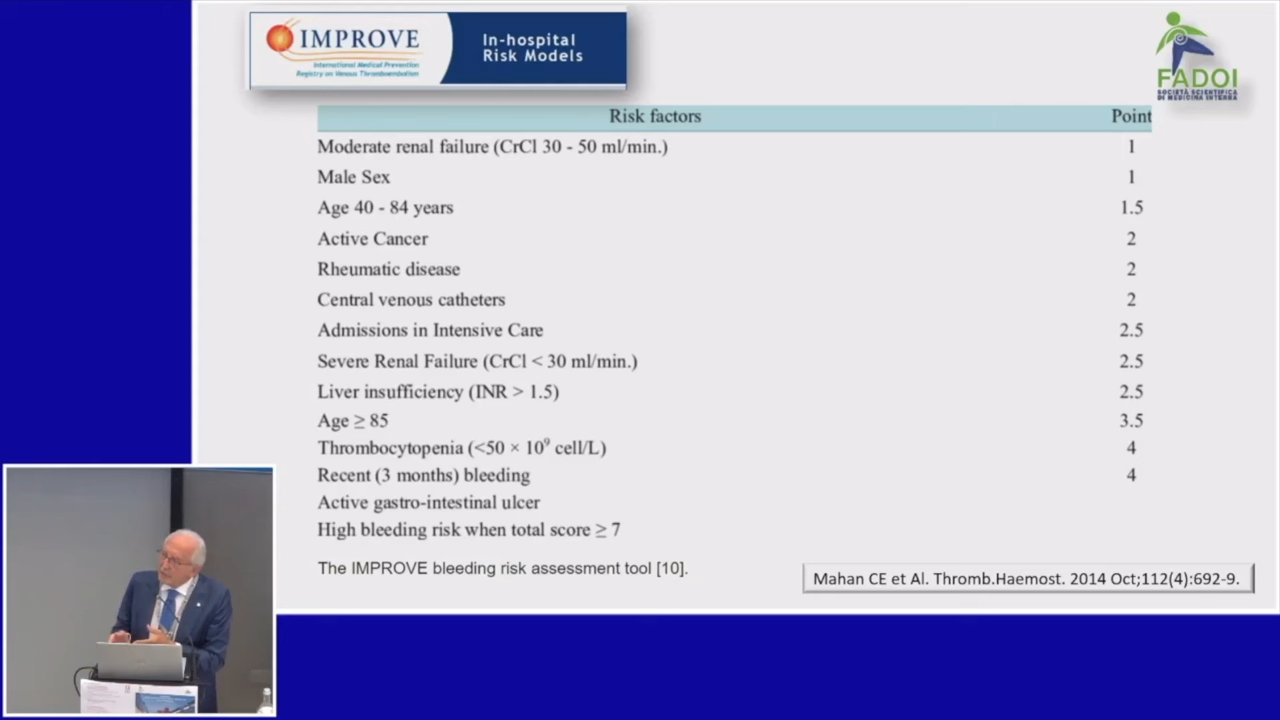 IMPROVE
International Medical Prevention
Registry on Venous Thromboembolism
In-hospital
Risk Models
FADOI
SOCIETÀ SCIENTIFICA
DI MEDICINA INTERNA
Risk factors Point
Moderate renal failure (CrCl 30 - 50 ml/min.) 1
Male Sex 1
Age 40 - 84 years 1.5
Active Cancer 2
Rheumatic disease 2
Central venous catheters 2
Admissions in Intensive Care 2.5
Severe Renal Failure (CrCl < 30 ml/min.) 2.5
Liver insufficiency (INR > 1.5) 2.5
Age ≥ 85 3.5
Thrombocytopenia (<50 × 10⁹ cell/L) 4
Recent (3 months) bleeding 4
Active gastro-intestinal ulcer
High bleeding risk when total score ≥ 7
The IMPROVE bleeding risk assessment tool [10].
Mahan CE et Al. Thromb.Haemost. 2014 Oct;112(4):692-9.